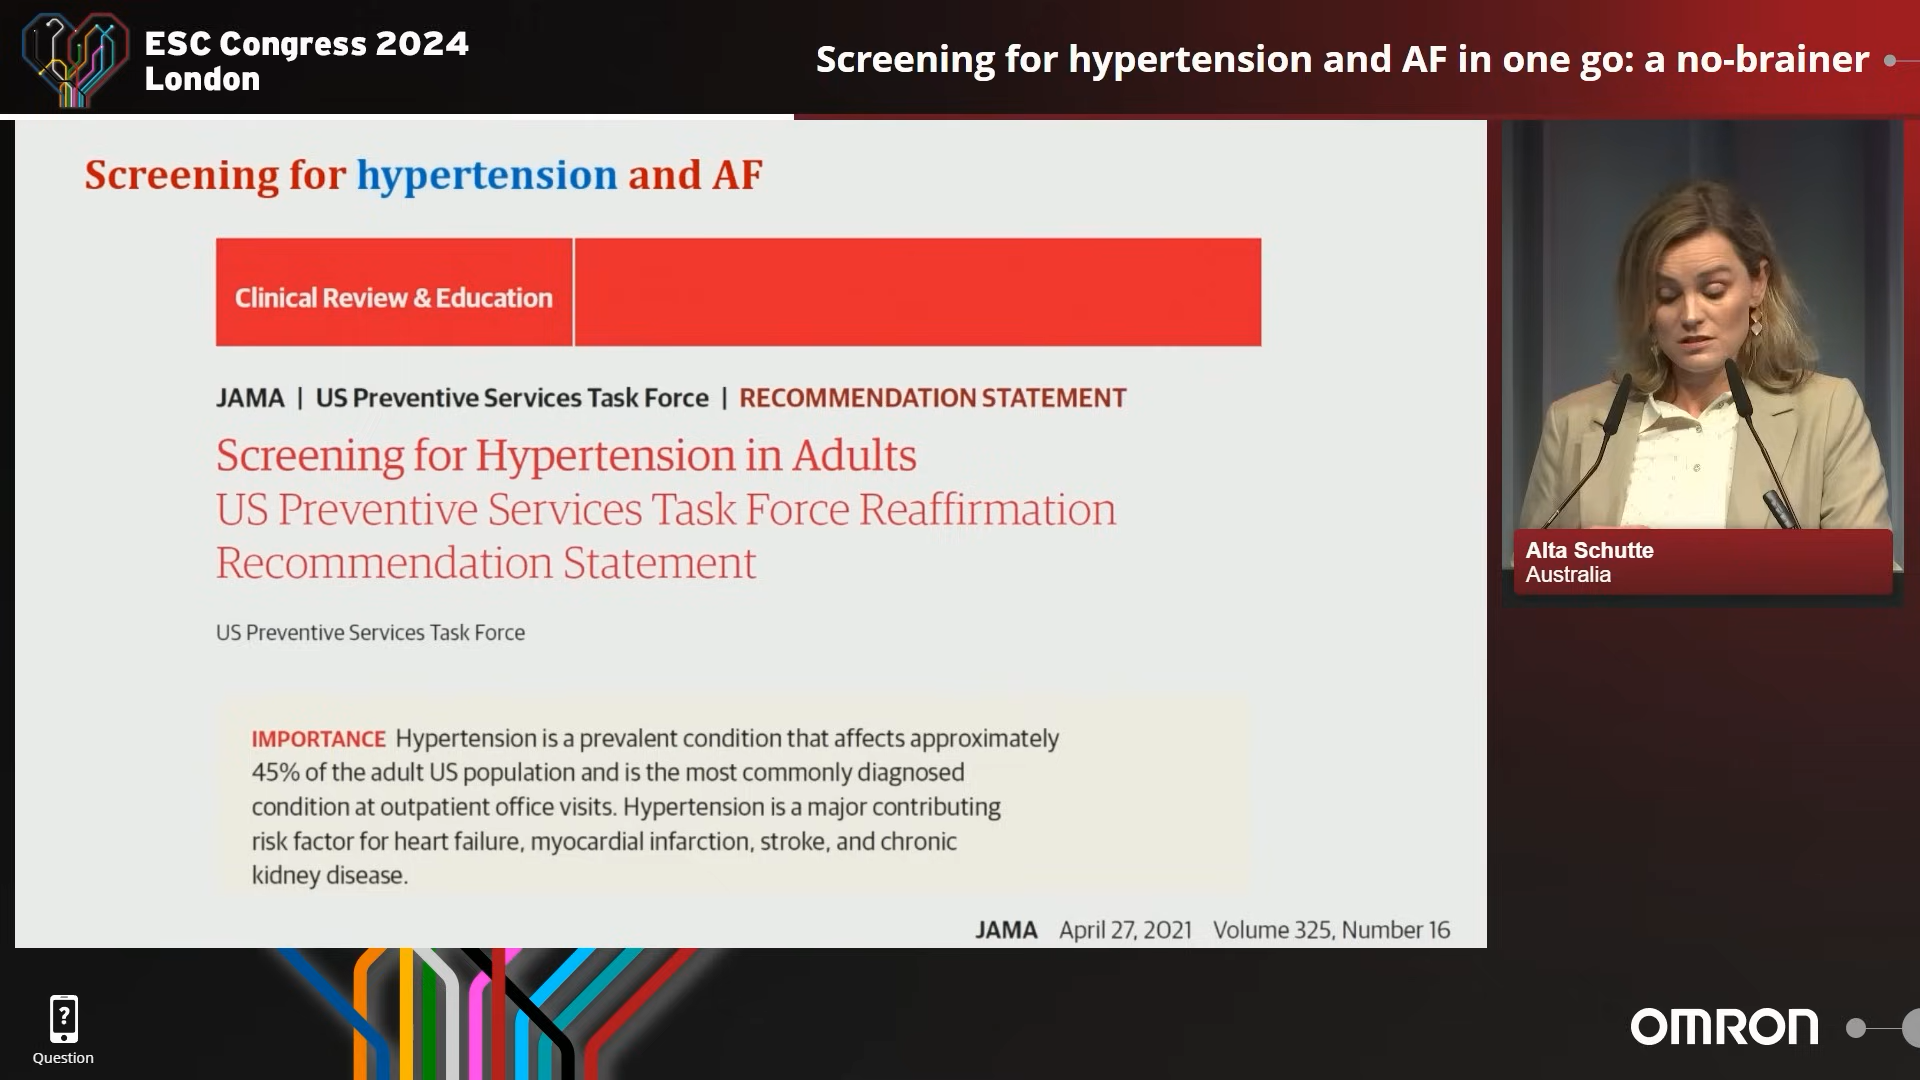 ESC Congress 2024
London
Screening for hypertension and AF in one go: a no-brainer
Screening for hypertension and AF
Clinical Review & Education
JAMA | US Preventive Services Task Force | RECOMMENDATION STATEMENT
Screening for Hypertension in Adults
US Preventive Services Task Force Reaffirmation
Recommendation Statement
US Preventive Services Task Force
IMPORTANCE Hypertension is a prevalent condition that affects approximately
45% of the adult US population and is the most commonly diagnosed
condition at outpatient office visits. Hypertension is a major contributing
risk factor for heart failure, myocardial infarction, stroke, and chronic
kidney disease.
JAMA April 27, 2021 Volume 325, Number 16
Alta Schutte
Australia
?
Question
OMRON